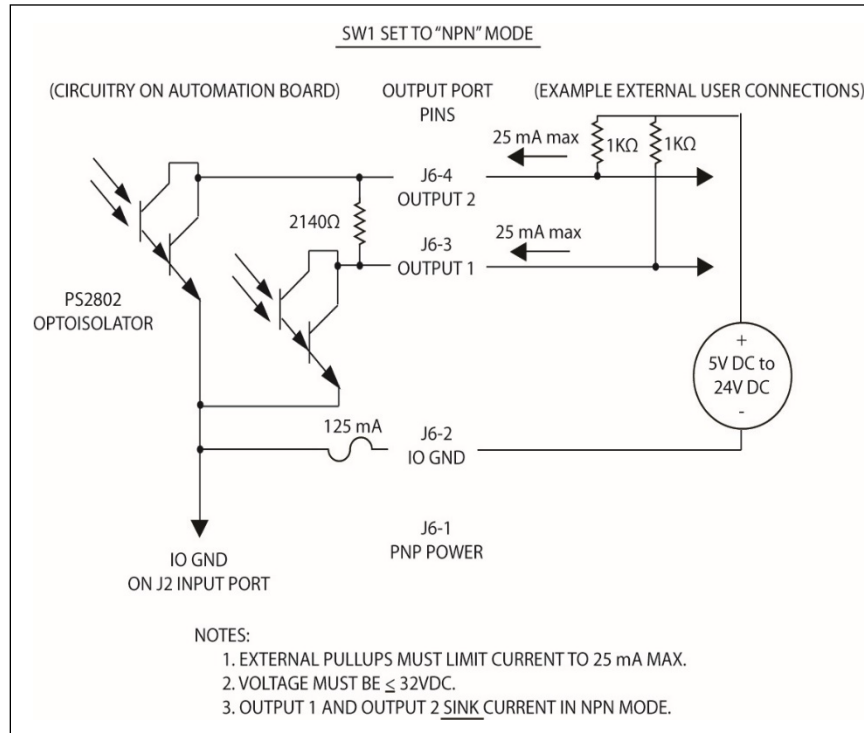 SW1 SET TO "NPN" MODE
(CIRCUITRY ON AUTOMATION BOARD)
OUTPUT PORT
PINS
(EXAMPLE EXTERNAL USER CONNECTIONS)
25 mA max
1KΩ
1KΩ
J6-4
OUTPUT 2
2140Ω
J6-3
OUTPUT 1
25 mA max
PS2802
OPTOISOLATOR
+
5V DC to
24V DC
-
125 mA
J6-2
IO GND
J6-1
PNP POWER
IO GND
ON J2 INPUT PORT
NOTES:
1. EXTERNAL PULLUPS MUST LIMIT CURRENT TO 25 mA MAX.
2. VOLTAGE MUST BE ≤ 32VDC.
3. OUTPUT 1 AND OUTPUT 2 SINK CURRENT IN NPN MODE.